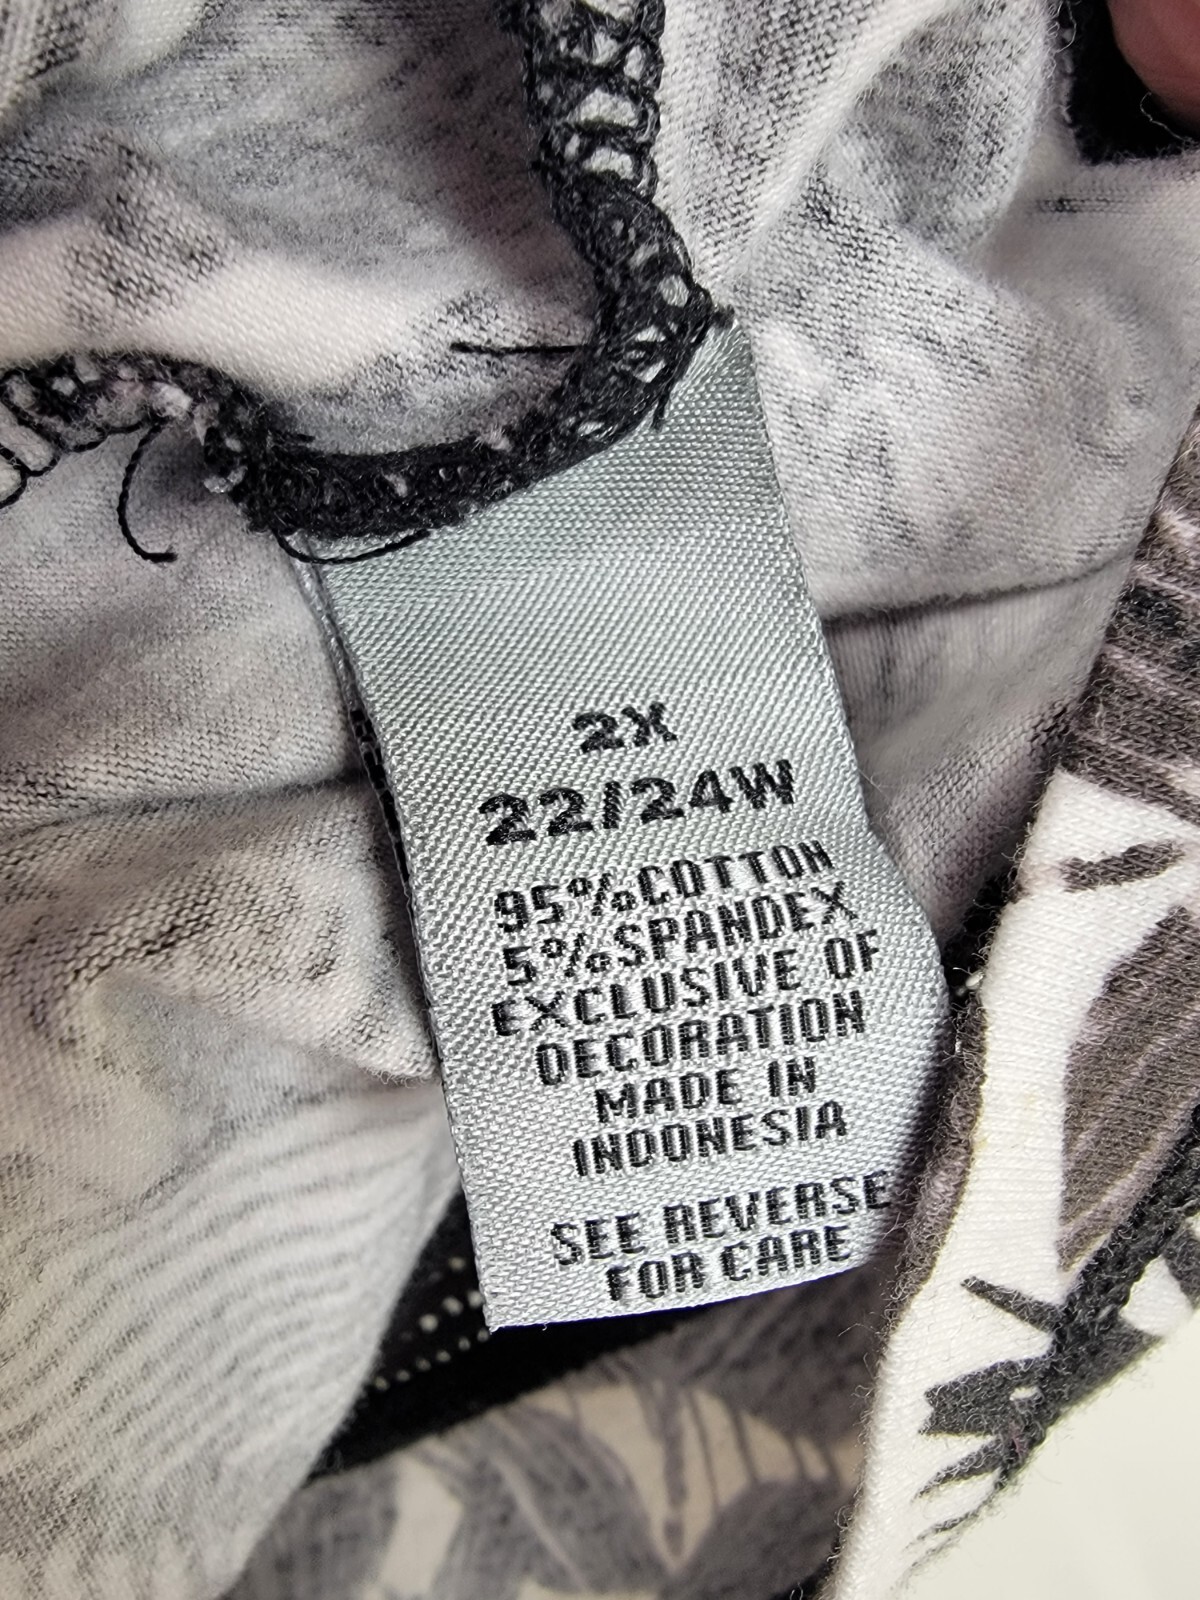 2X
22/24W
95%COTTON
5%SPANDEX
EXCLUSIVE OF
DECORATION
MADE IN
INDONESIA
SEE REVERSE
FOR CARE